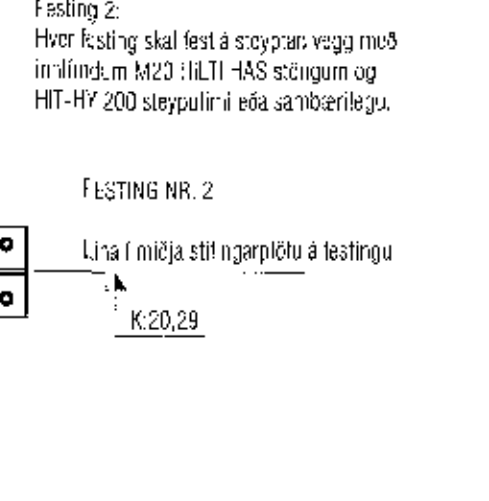 Festing 2:
Hver festing skal fest á steyptan vegg með
innlímdum M20 HILTI HAS stöngum og
HIT-HY 200 steypulími eða sambærilegu.
FESTING NR. 2
Lína í miðja stífingarplötu á festingu
K:20,29